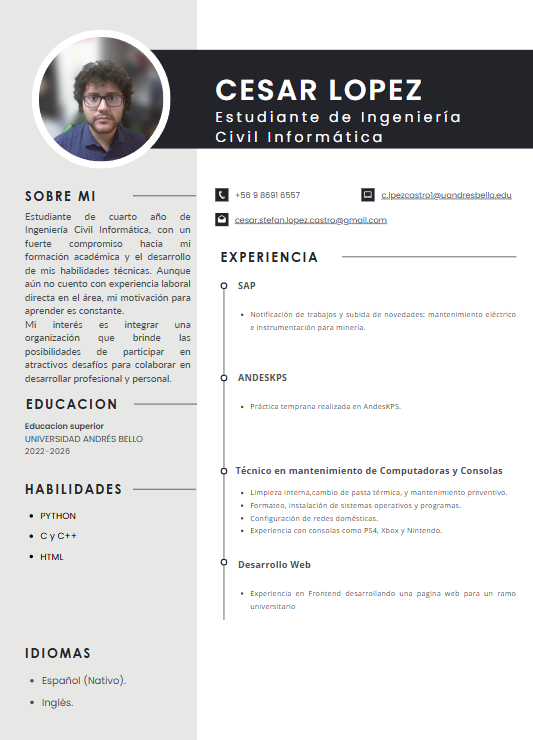 CESAR LOPEZ
Estudiante de Ingeniería
Civil Informática
SOBRE MI
Estudiante de cuarto año de
Ingeniería Civil Informática, con un
fuerte compromiso hacia mi
formación académica y el desarrollo
de mis habilidades técnicas. Aunque
aún no cuento con experiencia laboral
directa en el área, mi motivación para
aprender es constante.
Mi interés es integrar una
organización que brinde las
posibilidades de participar en
atractivos desafíos para colaborar en
desarrollar profesional y personal.
EDUCACION
Educacion superior
UNIVERSIDAD ANDRÉS BELLO
2022-2026
HABILIDADES
PYTHON
C y C++
HTML
IDIOMAS
Español (Nativo).
Inglés.
+56 9 8691 6557
c.lpezcastro1@uandresbello.edu
cesar.stefan.lopez.castro@gmail.com
EXPERIENCIA
SAP
Notificación de trabajos y subida de novedades: mantenimiento eléctrico
e instrumentación para minería.
ANDESKPS
Práctica temprana realizada en AndesKPS.
Técnico en mantenimiento de Computadoras y Consolas
Limpieza interna,cambio de pasta térmica, y mantenimiento preventivo.
Formateo, instalación de sistemas operativos y programas.
Configuración de redes domésticas.
Experiencia con consolas como PS4, Xbox y Nintendo.
Desarrollo Web
Experiencia en Frontend desarrollando una pagina web para un ramo
universitario